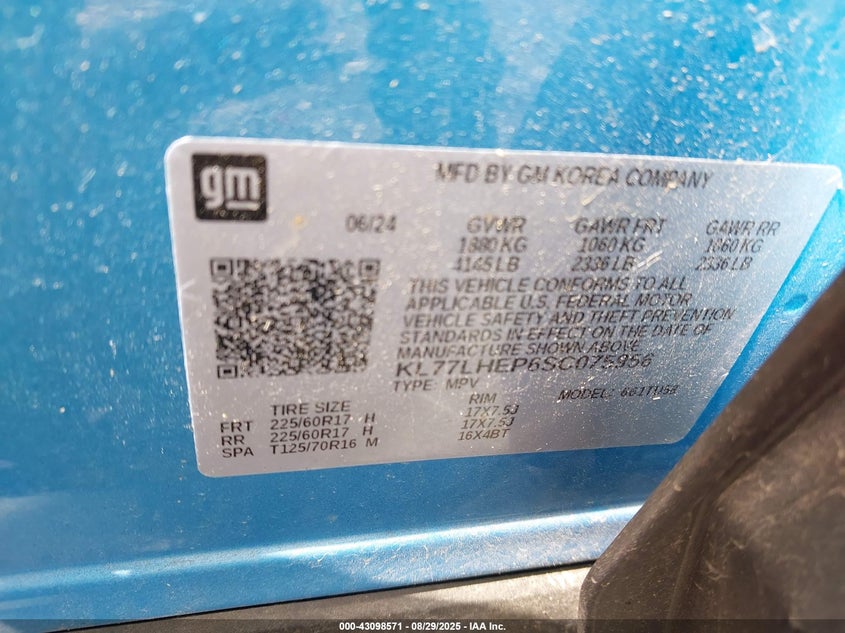 gm
MFD BY GM KOREA COMPANY
06/24 GVWR GAWR FRT GAWR RR
1880 KG 1060 KG 1060 KG
4145 LB 2336 LB 2336 LB
THIS VEHICLE CONFORMS TO ALL
APPLICABLE U.S. FEDERAL MOTOR
VEHICLE SAFETY AND THEFT PREVENTION
STANDARDS IN EFFECT ON THE DATE OF
MANUFACTURE SHOWN ABOVE
KL77LHEP6SC075956
TYPE: MPV MODEL:
TIRE SIZE RIM
FRT 225/60R17 H 17X7.5J
RR 225/60R17 H 17X7.5J
SPA T125/70R16 M 16X4BT
000-43098571 - 08/29/2025 - IAA Inc.